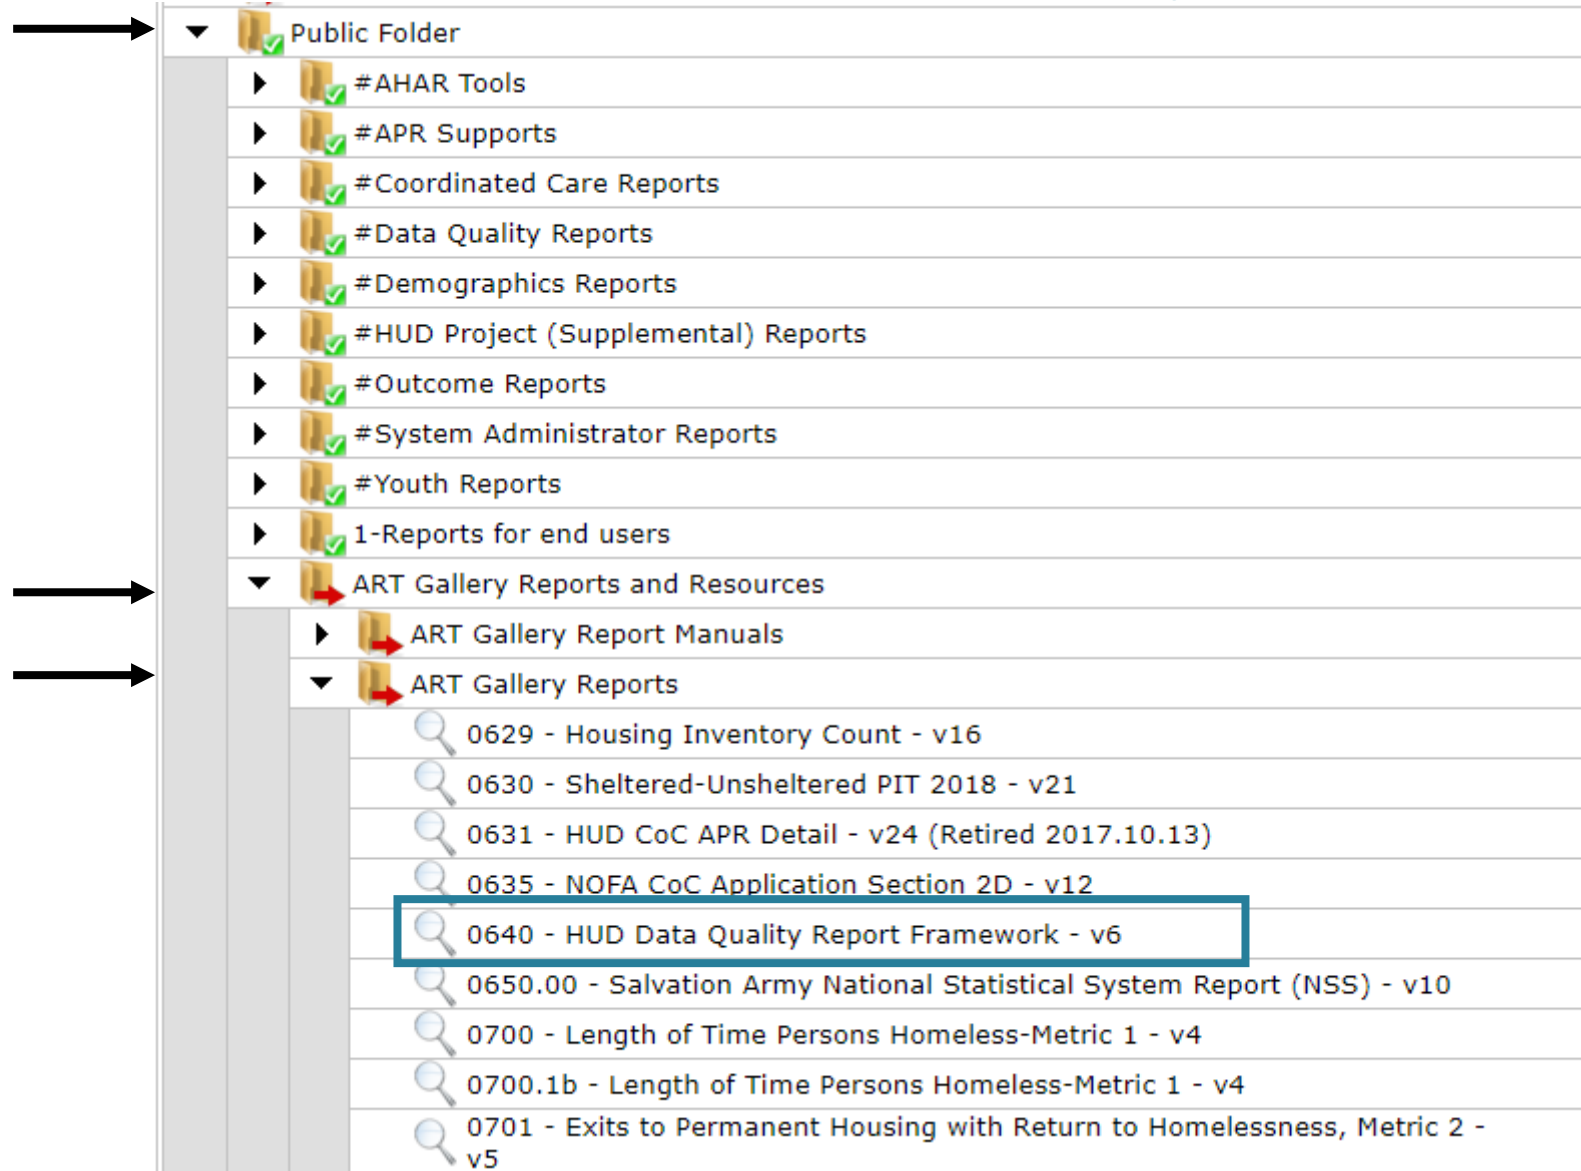 Public Folder
#AHAR Tools
#APR Supports
#Coordinated Care Reports
#Data Quality Reports
#Demographics Reports
#HUD Project (Supplemental) Reports
#Outcome Reports
#System Administrator Reports
#Youth Reports
1-Reports for end users
ART Gallery Reports and Resources
ART Gallery Report Manuals
ART Gallery Reports
0629 - Housing Inventory Count - v16
0630 - Sheltered-Unsheltered PIT 2018 - v21
0631 - HUD CoC APR Detail - v24 (Retired 2017.10.13)
0635 - NOFA CoC Application Section 2D - v12
0640 - HUD Data Quality Report Framework - v6
0650.00 - Salvation Army National Statistical System Report (NSS) - v10
0700 - Length of Time Persons Homeless-Metric 1 - v4
0700.1b - Length of Time Persons Homeless-Metric 1 - v4
0701 - Exits to Permanent Housing with Return to Homelessness, Metric 2 -
v5